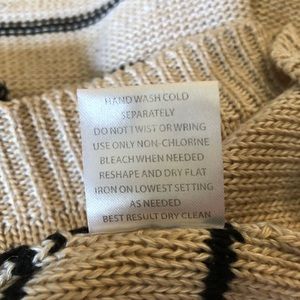 HAND WASH COLD
SEPARATELY
DO NOT TWIST OR WRING
USE ONLY NON-CHLORINE
BLEACH WHEN NEEDED
RESHAPE AND DRY FLAT
IRON ON LOWEST SETTING
AS NEEDED
BEST RESULT DRY CLEAN